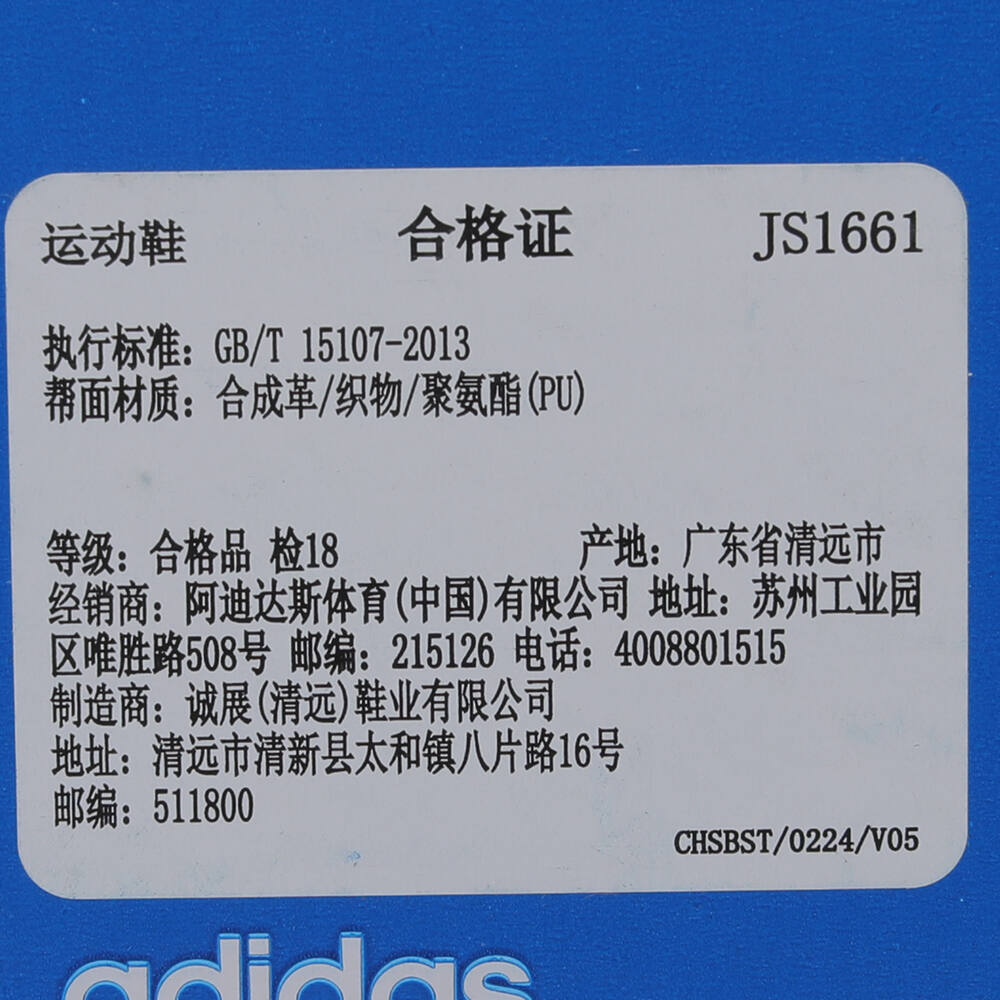 运动鞋 合格证 JS1661
执行标准：GB/T 15107-2013
帮面材质：合成革/织物/聚氨酯(PU)
等级：合格品 检18 产地：广东省清远市
经销商：阿迪达斯体育(中国)有限公司 地址：苏州工业园
区唯胜路508号 邮编：215126 电话：4008801515
制造商：诚展(清远)鞋业有限公司
地址：清远市清新县太和镇八片路16号
邮编：511800
CHSBST/0224/V05
adidas